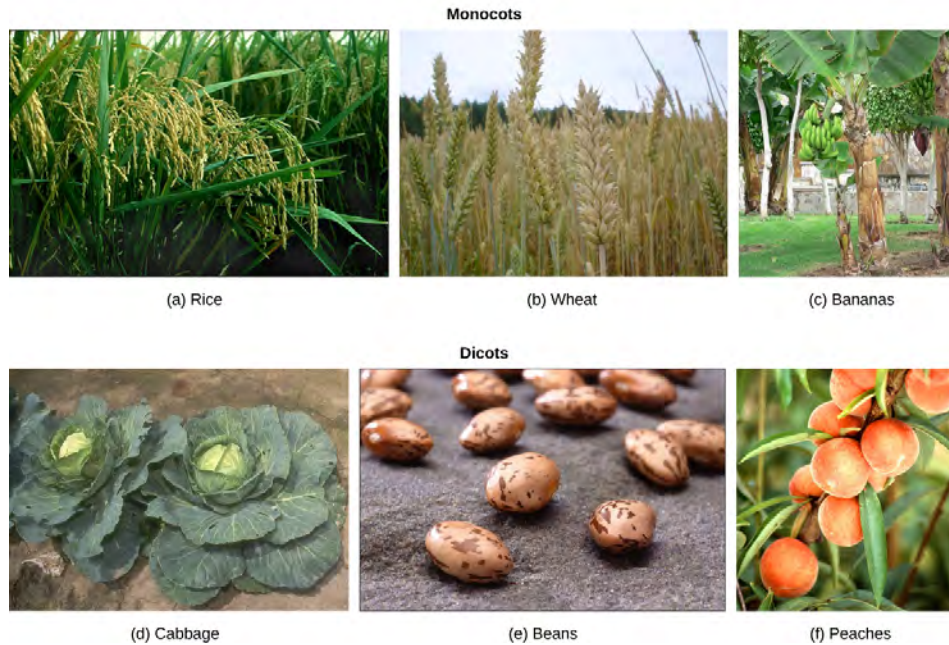 Monocots
(a) Rice
(b) Wheat
(c) Bananas
Dicots
(d) Cabbage
(e) Beans
(f) Peaches